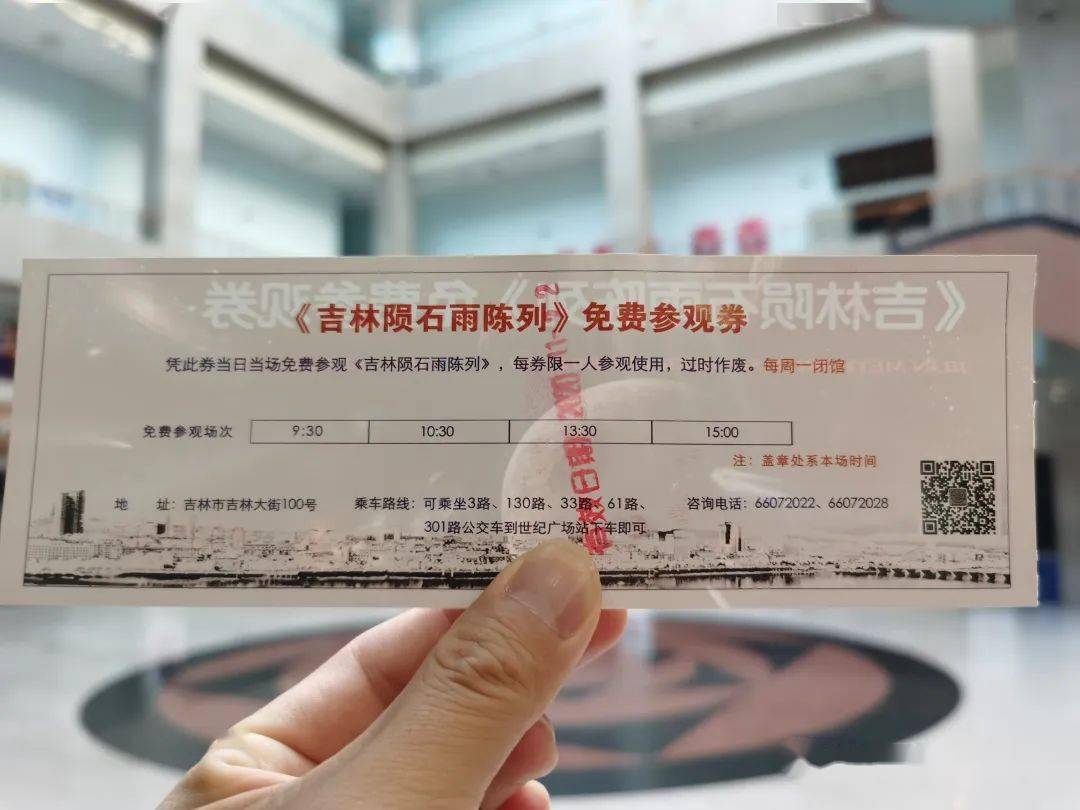 《吉林陨石雨陈列》免费参观券
凭此券当日当场免费参观《吉林陨石雨陈列》，每券限一人参观使用，过时作废。每周一闭馆
免费参观场次 9:30 10:30 13:30 15:00
注：盖章处系本场时间
地 址：吉林市吉林大街100号 乘车路线：可乘坐3路、130路、33路、61路、 咨询电话：66072022、66072028
301路公交车到世纪广场站下车即可
有效日期